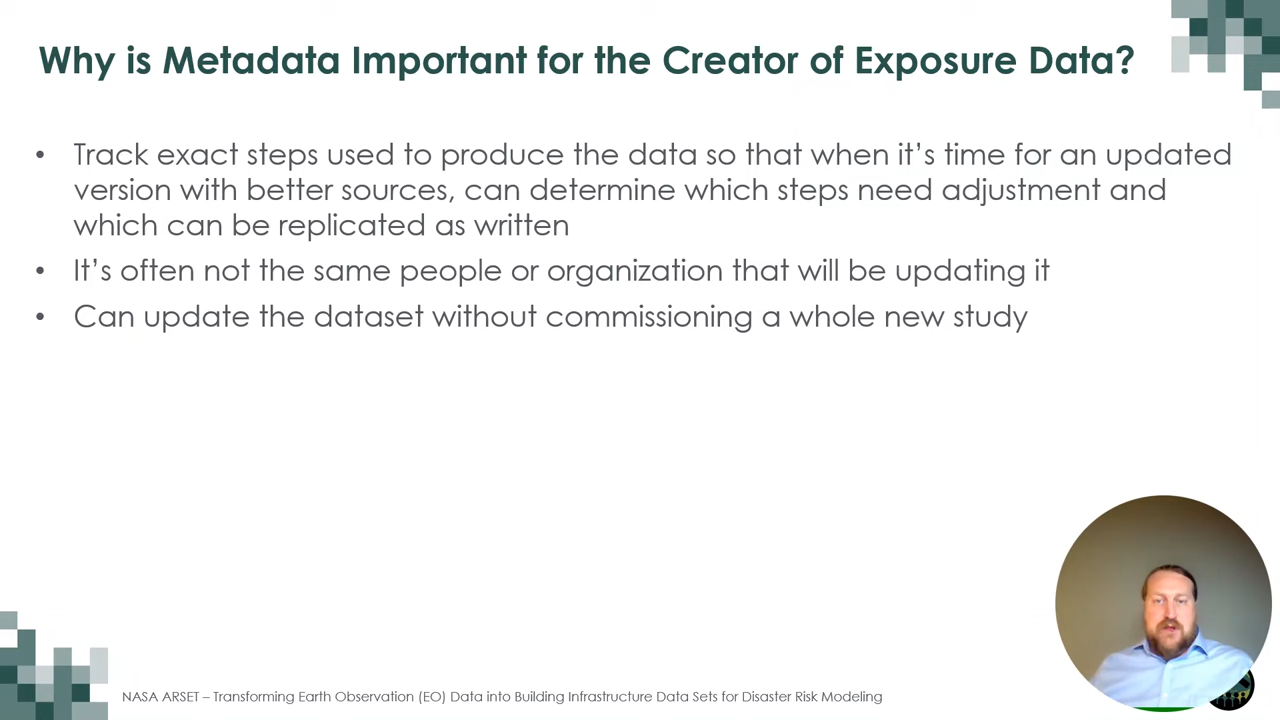 Why is Metadata Important for the Creator of Exposure Data?
• Track exact steps used to produce the data so that when it’s time for an updated
version with better sources, can determine which steps need adjustment and
which can be replicated as written
• It’s often not the same people or organization that will be updating it
• Can update the dataset without commissioning a whole new study
NASA ARSET – Transforming Earth Observation (EO) Data into Building Infrastructure Data Sets for Disaster Risk Modeling